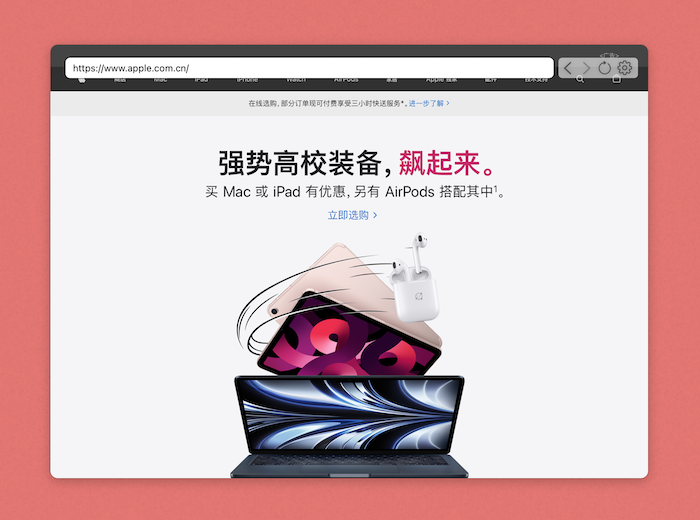 <广告>
https://www.apple.com.cn/
商店 Mac iPad iPhone Watch AirPods 家居 Apple 独家 配件 技术支持
在线选购，部分订单现可付费享受三小时快送服务*。进一步了解 >
强势高校装备，飙起来。
买 Mac 或 iPad 有优惠，另有 AirPods 搭配其中¹。
立即选购 >